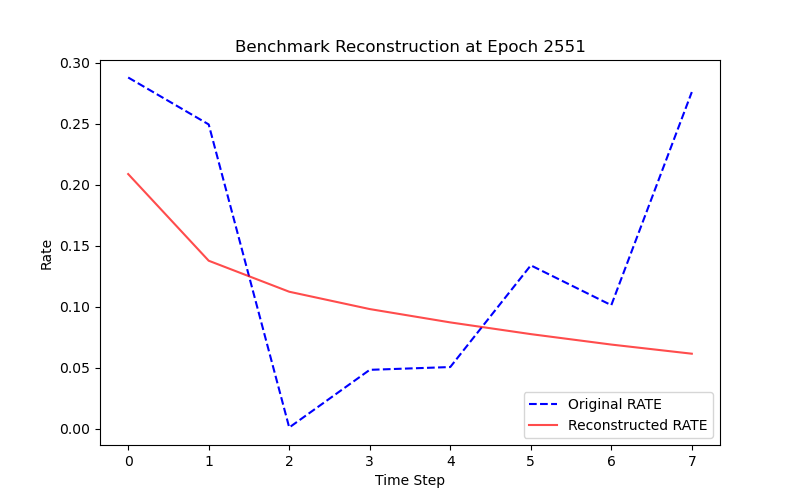 Benchmark Reconstruction at Epoch 2551
0.30
0.25
0.20
0.15
0.10
0.05
0.00
Rate
0 1 2 3 4 5 6 7
Time Step
Original RATE
Reconstructed RATE